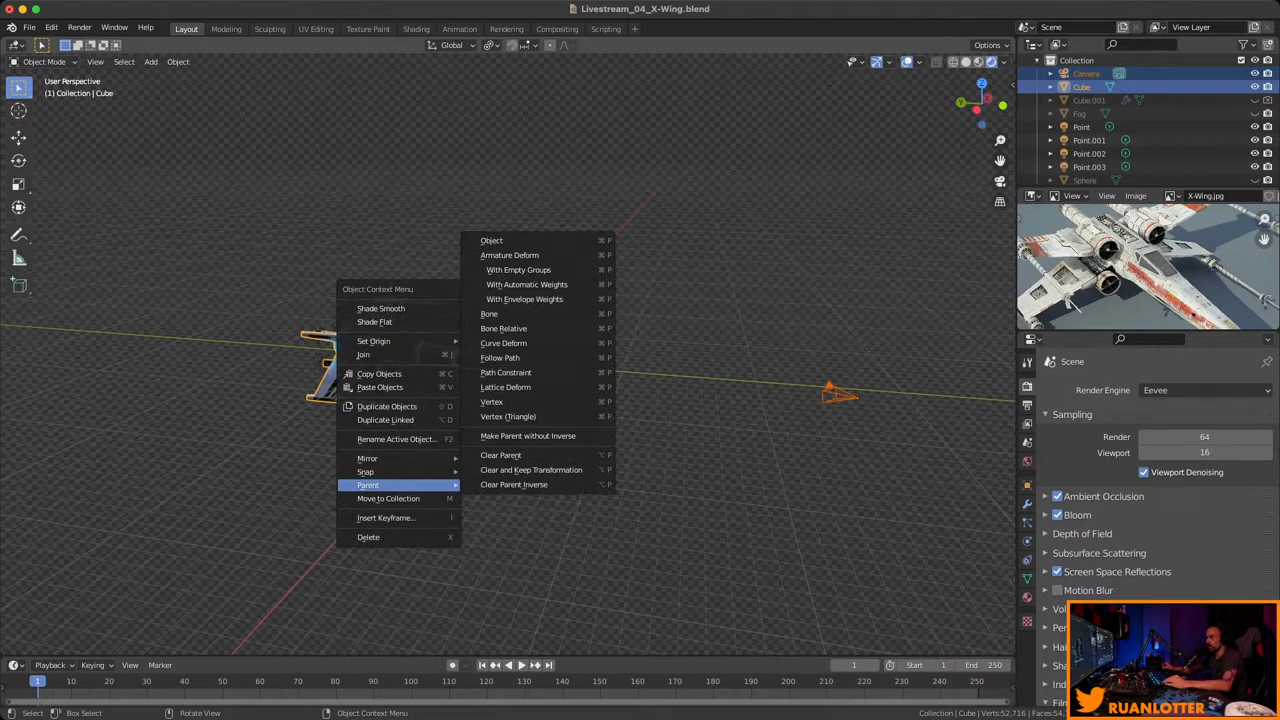 Livestream_04_X-Wing.blend
File Edit Render Window Help
Layout Modeling Sculpting UV Editing Texture Paint Shading Animation Rendering Compositing Scripting +
Scene
View Layer
Global
Options
Object Mode View Select Add Object
User Perspective
(1) Collection | Cube
Collection
Camera
Cube
Cube.001
Fog
Point
Point.001
Point.002
Point.003
Sphere
View View Image X-Wing.jpg
Object Context Menu
Shade Smooth
Shade Flat
Set Origin
Join ⌘ J
Copy Objects ⌘ C
Paste Objects ⌘ V
Duplicate Objects ⇧ D
Duplicate Linked ⌥ D
Rename Active Object... F2
Mirror
Snap
Parent
Move to Collection M
Insert Keyframe... I
Delete X
Object ⌘ P
Armature Deform ⌘ P
With Empty Groups ⌘ P
With Automatic Weights ⌘ P
With Envelope Weights ⌘ P
Bone ⌘ P
Bone Relative ⌘ P
Curve Deform ⌘ P
Follow Path ⌘ P
Path Constraint ⌘ P
Lattice Deform ⌘ P
Vertex ⌘ P
Vertex (Triangle) ⌘ P
Make Parent without Inverse ⌘ P
Clear Parent ⌥ P
Clear and Keep Transformation ⌥ P
Clear Parent Inverse ⌥ P
Scene
Render Engine Eevee
Sampling
Render 64
Viewport 16
Viewport Denoising
Ambient Occlusion
Bloom
Depth of Field
Subsurface Scattering
Screen Space Reflections
Motion Blur
RUANLOTTER
Playback Keying View Marker
1 Start 1 End 250
1 10 20 30 40 50 60 70 80 90 100 110 120 130 140 150 160 170 180 190 200 210 220 230 240 250
Select Box Select Rotate View Object Context Menu
Collection | Cube | Verts:52,716 | Faces:54,